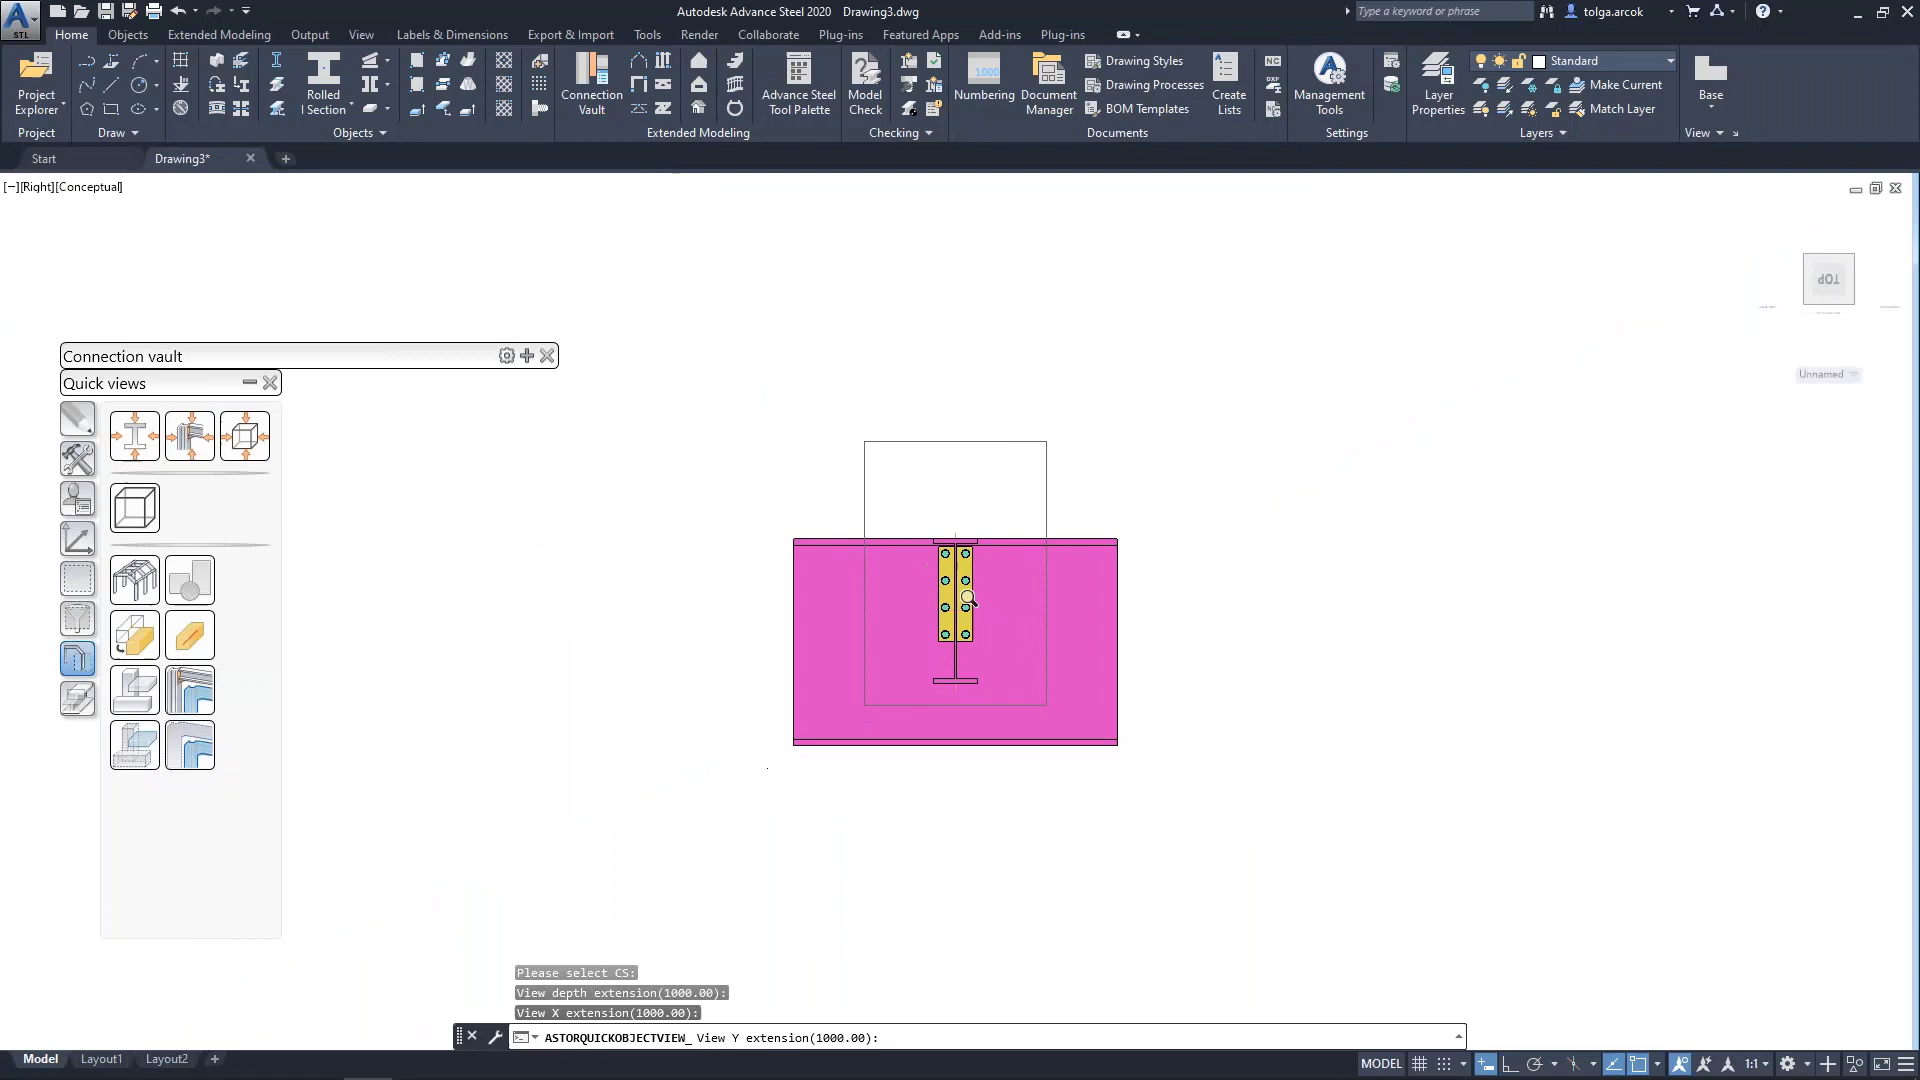 Autodesk Advance Steel 2020 Drawing3.dwg
Type a keyword or phrase
tolga.arcok
STL
Home Objects Extended Modeling Output View Labels & Dimensions Export & Import Tools Render Collaborate Plug-ins Featured Apps Add-ins Plug-ins
Project Explorer
Rolled I Section
Connection Vault
Advance Steel Tool Palette
Model Check
1000
Numbering
Document Manager
Drawing Styles
Drawing Processes
BOM Templates
Create Lists
NC
DXF
Management Tools
Layer Properties
Standard
Make Current
Match Layer
Base
Project Draw Objects Extended Modeling Checking Documents Settings Layers View
Start Drawing3*
[−][Right][Conceptual]
TOP
Unnamed
Connection vault
Quick views
Please select CS:
View depth extension(1000.00):
View X extension(1000.00):
ASTORQUICKOBJECTVIEW_ View Y extension(1000.00):
Model Layout1 Layout2
MODEL 1:1